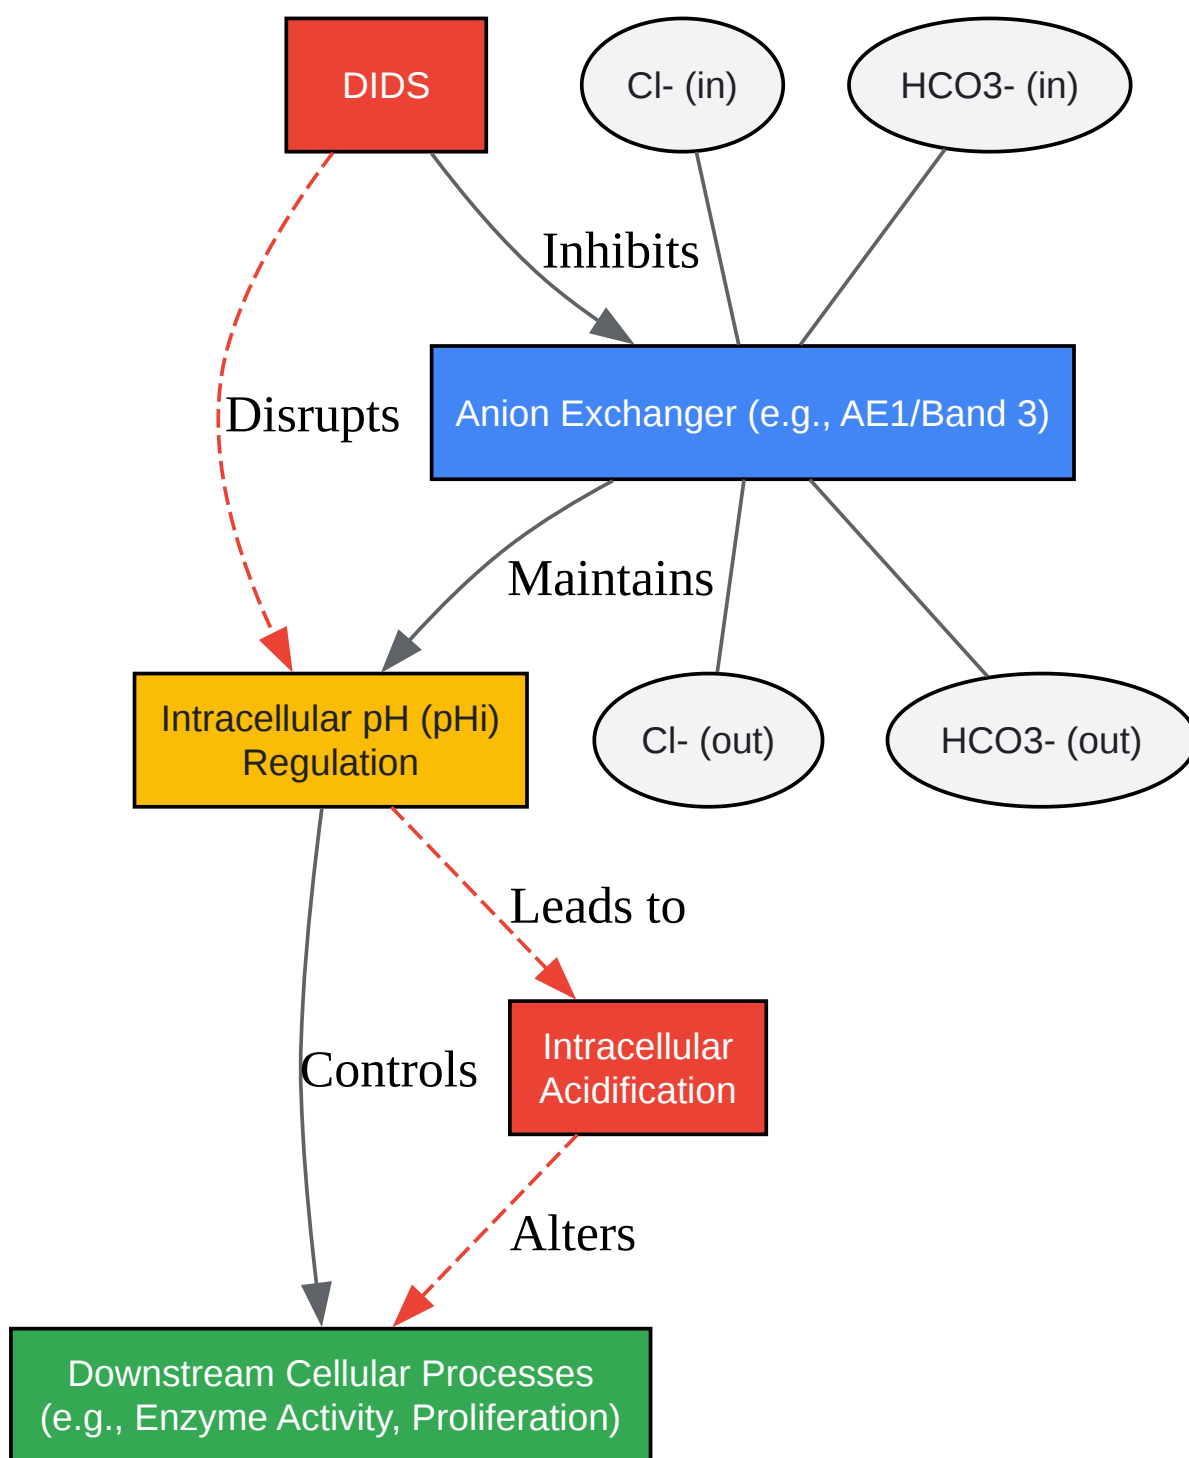 DIDS
Cl- (in)
HCO3- (in)
Inhibits
Disrupts
Anion Exchanger (e.g., AE1/Band 3)
Maintains
Intracellular pH (pHi)
Regulation
Cl- (out)
HCO3- (out)
Leads to
Controls
Intracellular
Acidification
Alters
Downstream Cellular Processes
(e.g., Enzyme Activity, Proliferation)